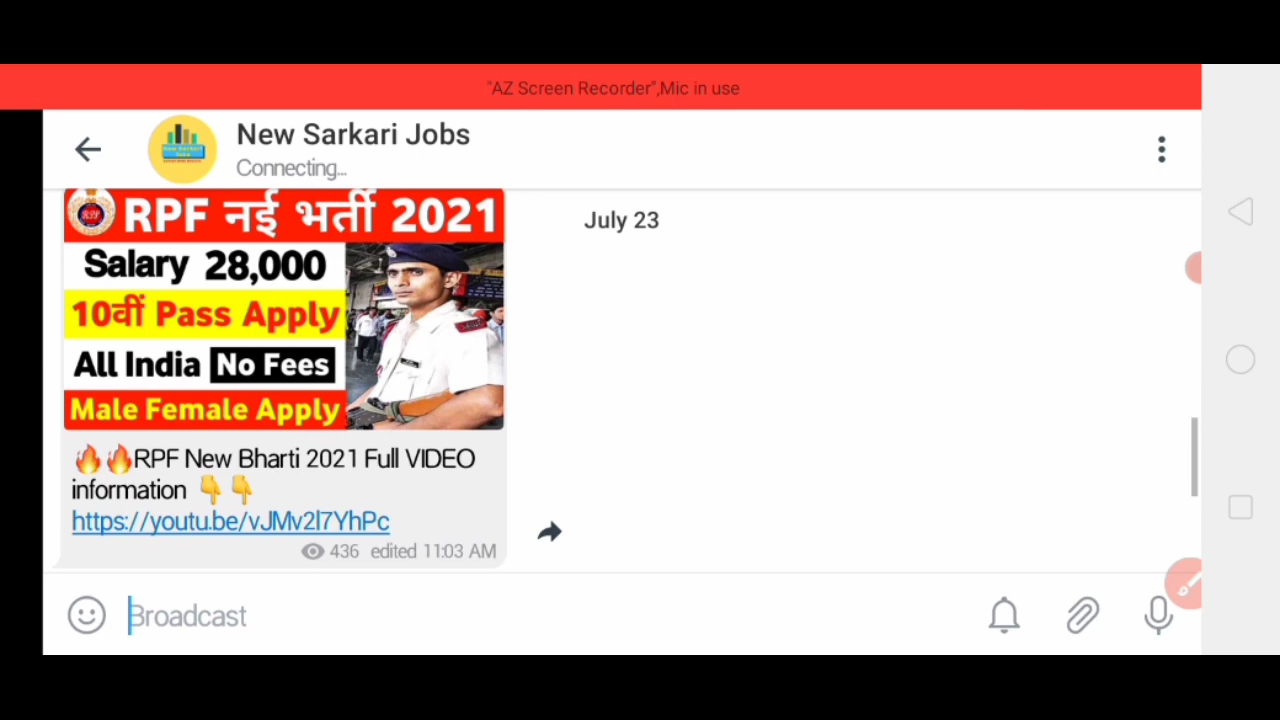 "AZ Screen Recorder",Mic in use
New Sarkari Jobs
Connecting...
July 23
RPF नई भर्ती 2021
Salary 28,000
10वीं Pass Apply
All India No Fees
Male Female Apply
🔥🔥RPF New Bharti 2021 Full VIDEO
information 👇👇
https://youtu.be/vJMv2l7YhPc
436 edited 11:03 AM
Broadcast